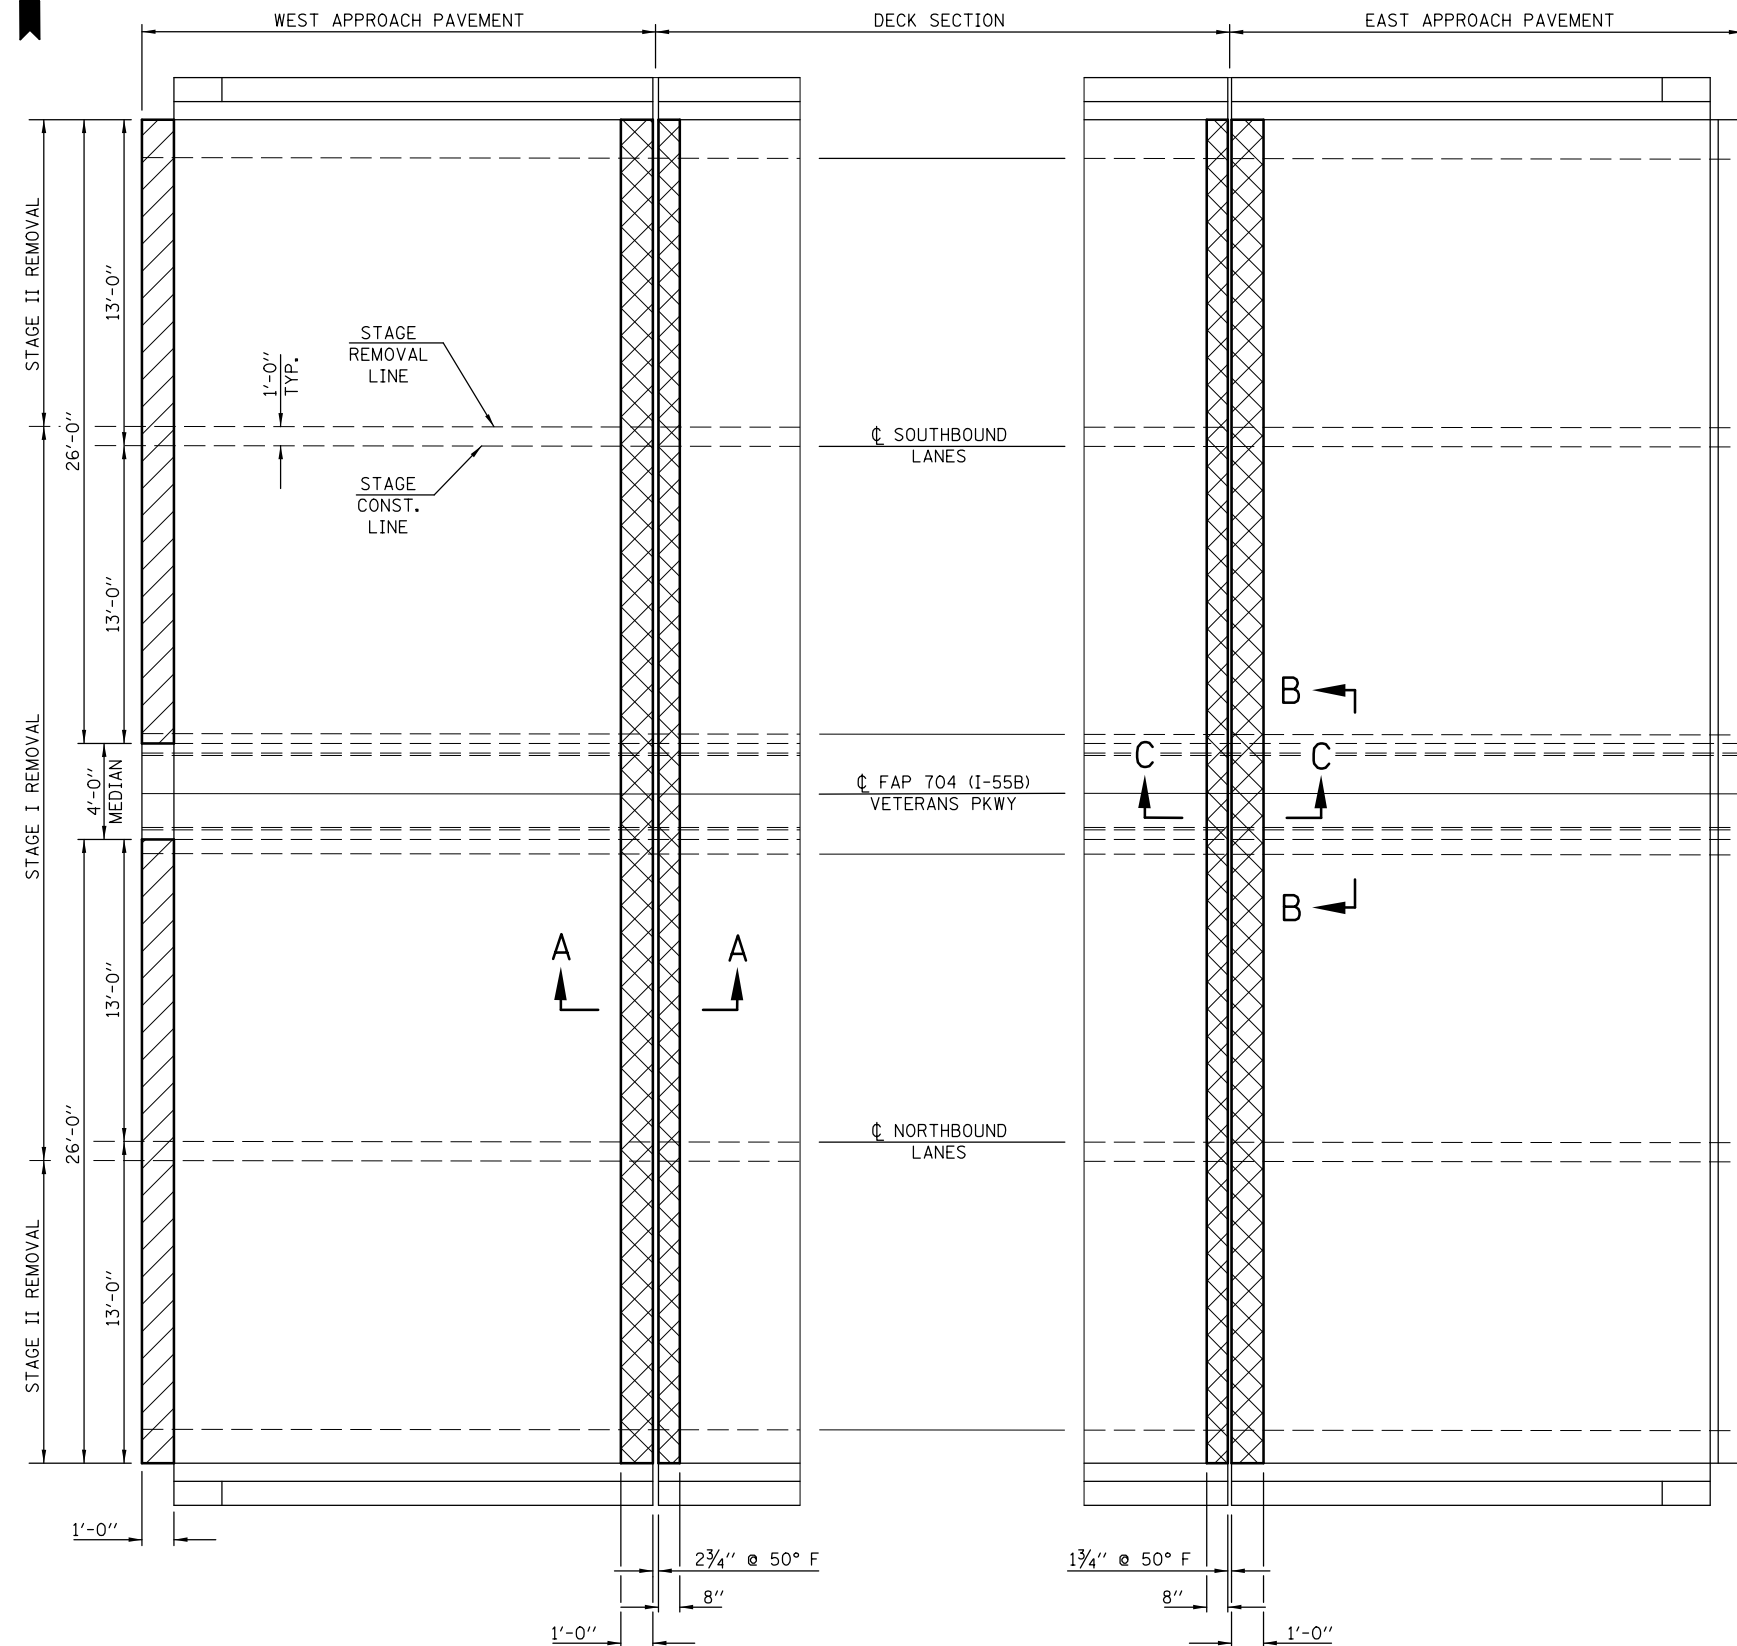 WEST APPROACH PAVEMENT
DECK SECTION
EAST APPROACH PAVEMENT
STAGE II REMOVAL
13'-0"
26'-0"
1'-0"
TYP.
STAGE
REMOVAL
LINE
STAGE
CONST.
LINE
℄ SOUTHBOUND
LANES
13'-0"
B
STAGE I REMOVAL
4'-0"
MEDIAN
℄ FAP 704 (I-55B)
VETERANS PKWY
C
C
B
A
A
13'-0"
26'-0"
℄ NORTHBOUND
LANES
STAGE II REMOVAL
13'-0"
1'-0"
2¾" @ 50° F
1¾" @ 50° F
8"
8"
1'-0"
1'-0"